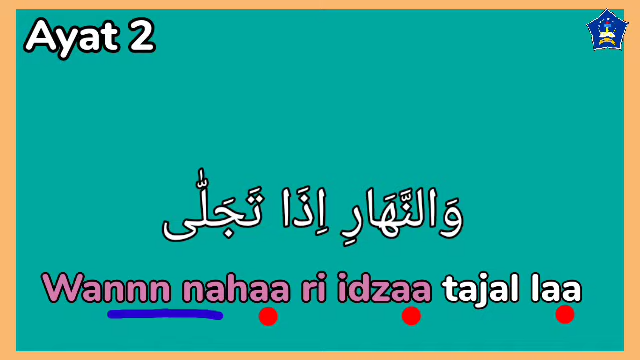 Ayat 2
وَالنَّهَارِ اِذَا تَجَلّٰى
Wannn nahaa ri idzaa tajal laa